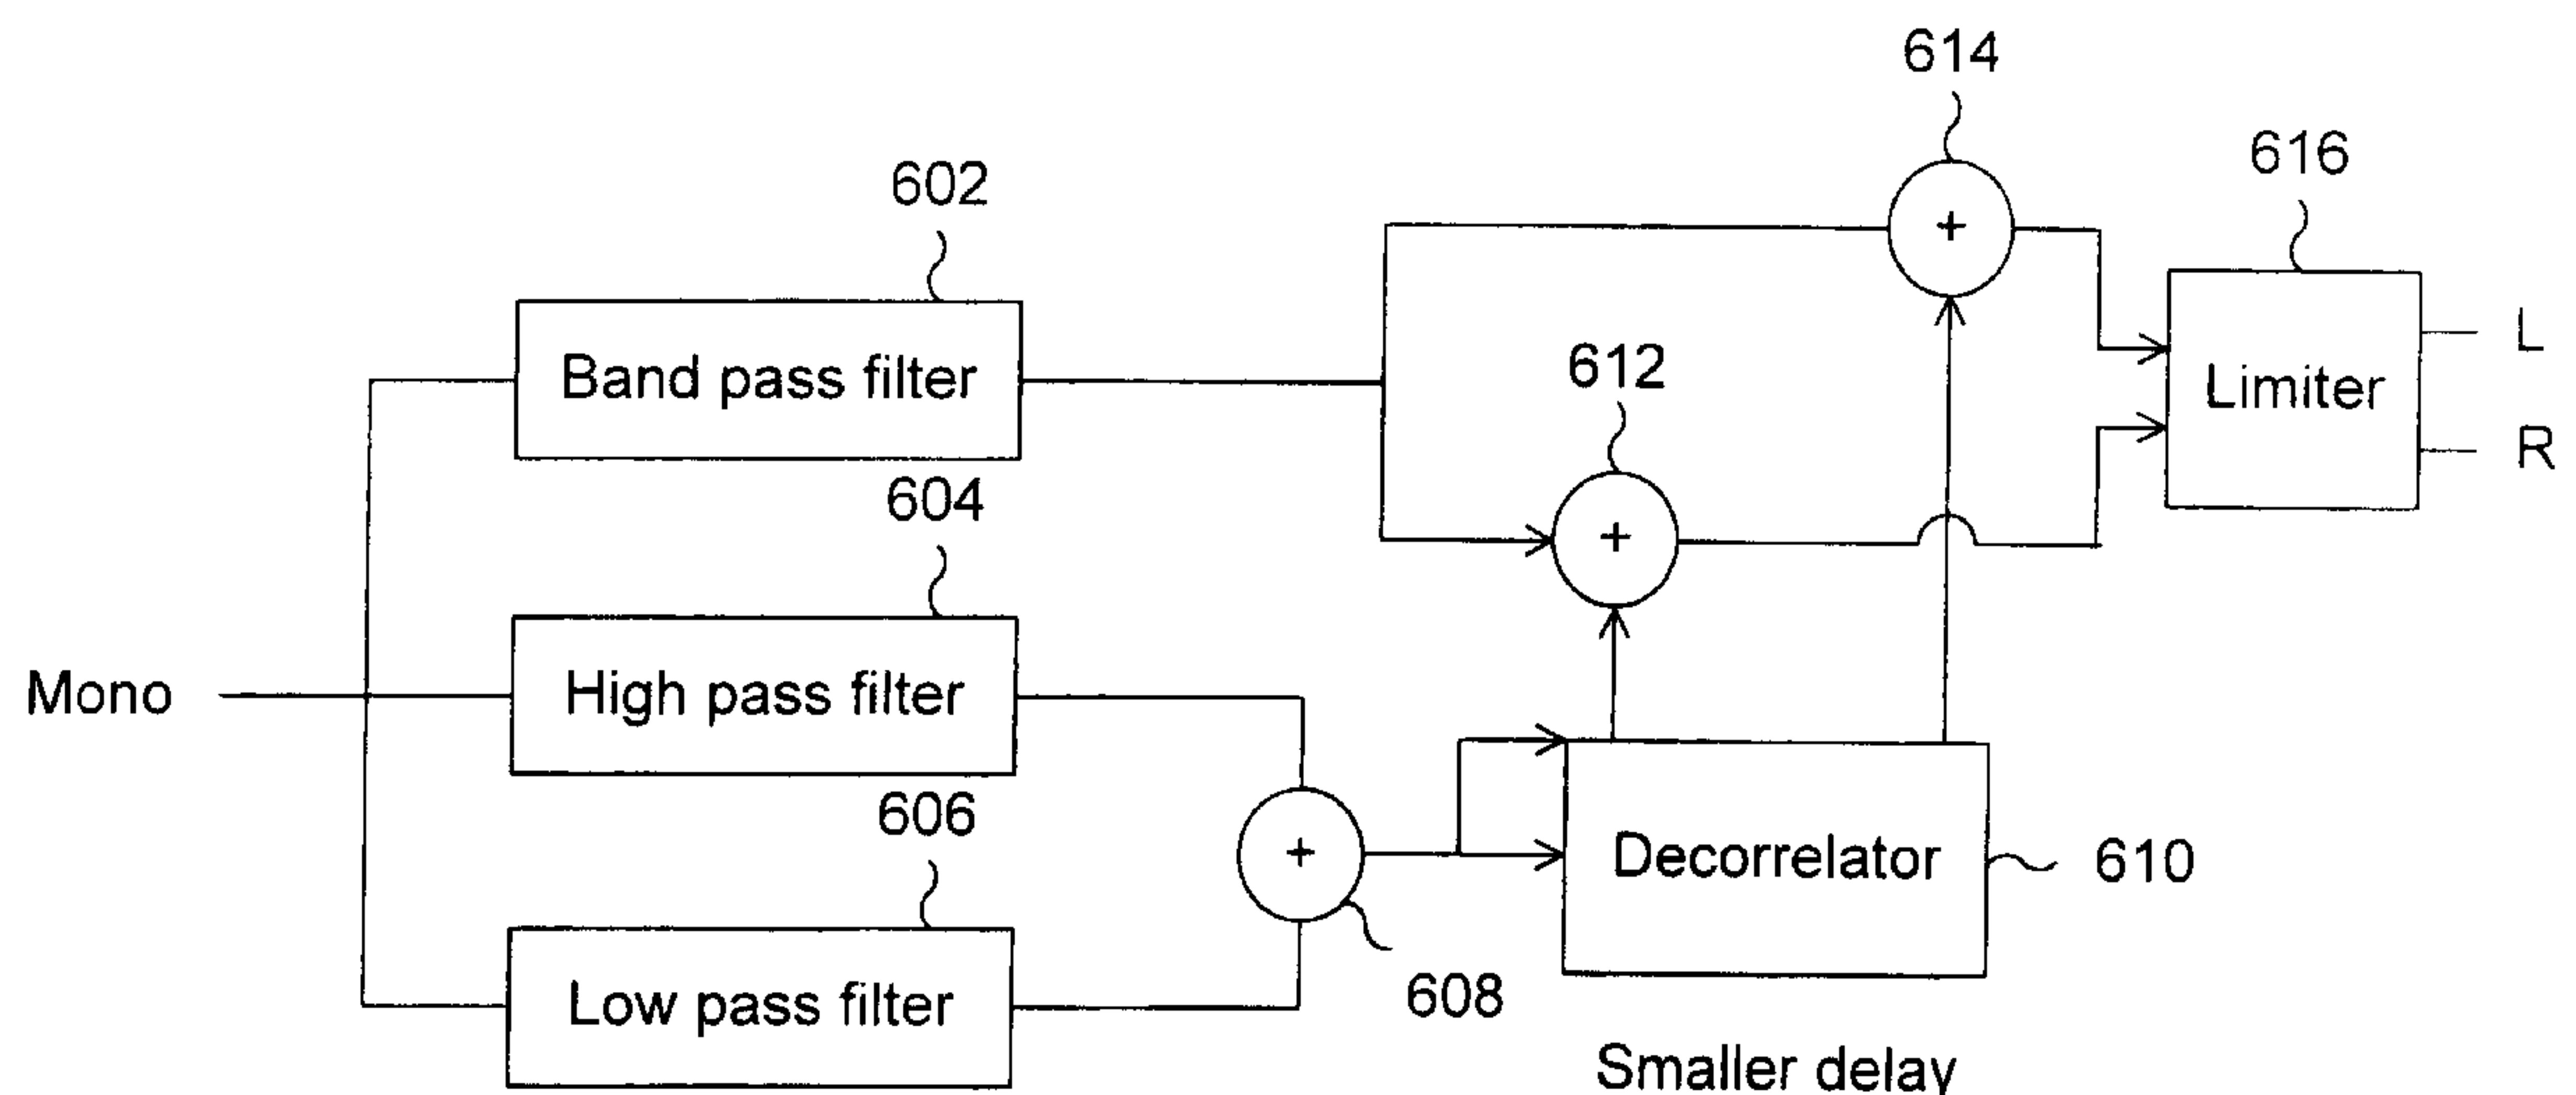 614
616
602
+
L
612
Band pass filter
Limiter
R
604
+
Mono
High pass filter
606
+
Decorrelator
610
Low pass filter
608
Smaller delay